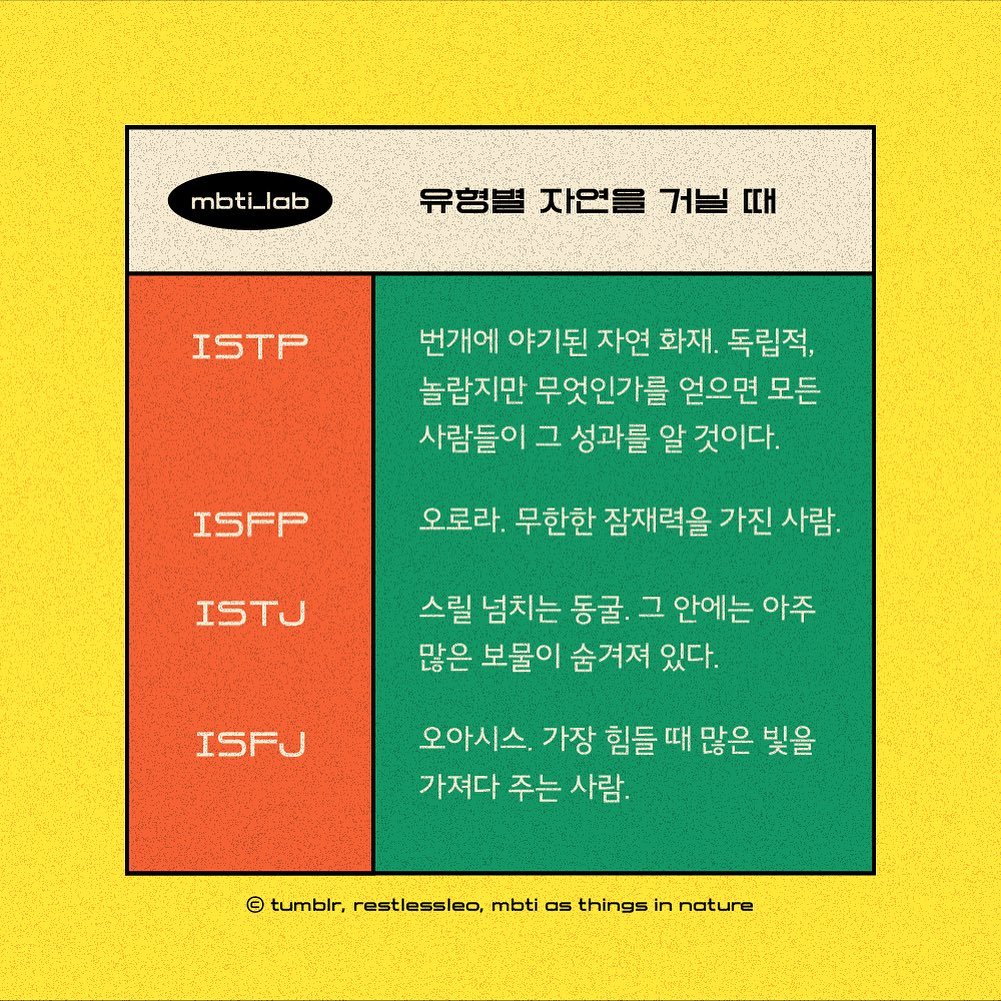 mbti_lab
유형별 자연을 거닐 때
ISTP
번개에 야기된 자연 화재. 독립적,
놀랍지만 무엇인가를 얻으면 모든
사람들이 그 성과를 알 것이다.
ISFP
오로라. 무한한 잠재력을 가진 사람.
ISTJ
스릴 넘치는 동굴. 그 안에는 아주
많은 보물이 숨겨져 있다.
ISFJ
오아시스. 가장 힘들 때 많은 빛을
가져다 주는 사람.
© tumblr, restlessleo, mbti as things in nature